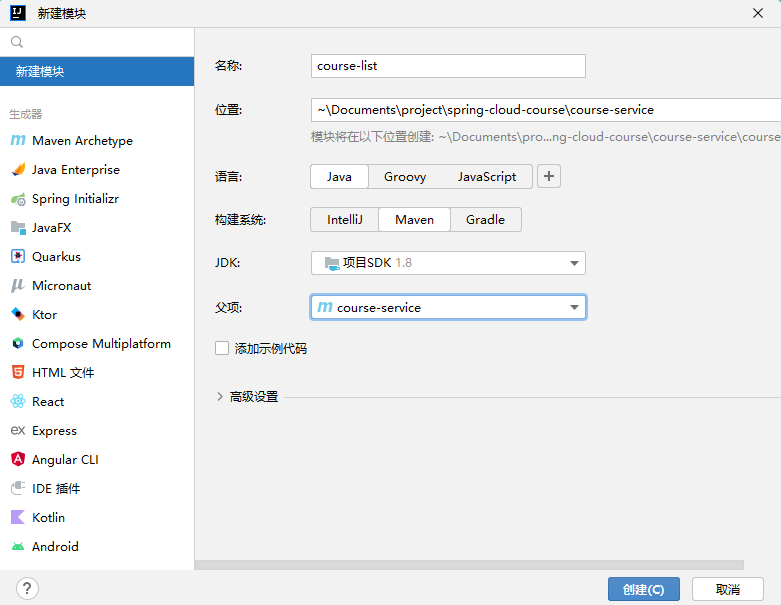 新建模块
新建模块
生成器
Maven Archetype
Java Enterprise
Spring Initializr
JavaFX
Quarkus
Micronaut
Ktor
Compose Multiplatform
HTML 文件
React
ex Express
Angular CLI
IDE 插件
Kotlin
Android
名称: course-list
位置: ~\Documents\project\spring-cloud-course\course-service
模块将在以下位置创建: ~\Documents\pro...ng-cloud-course\course-service\course
语言: Java Groovy JavaScript +
构建系统: IntelliJ Maven Gradle
JDK: 项目SDK 1.8
父项: m course-service
添加示例代码
高级设置
? 创建(C) 取消